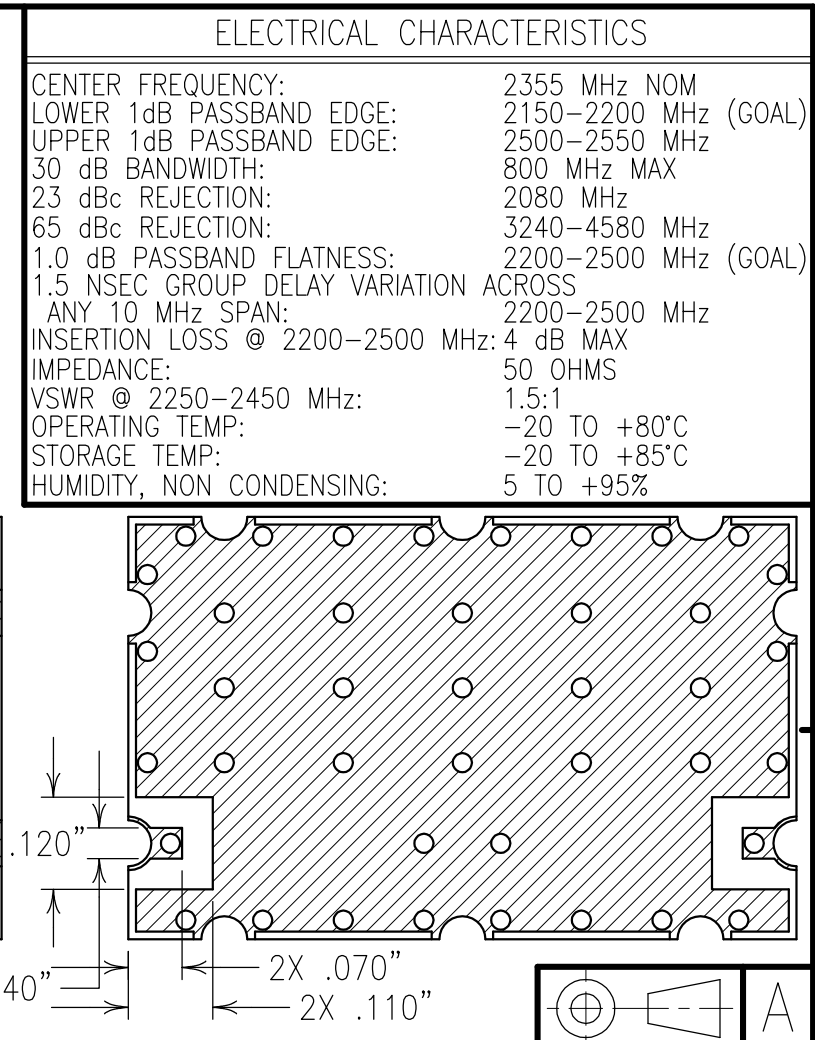 ELECTRICAL CHARACTERISTICS
CENTER FREQUENCY: 2355 MHz NOM
LOWER 1dB PASSBAND EDGE: 2150-2200 MHz (GOAL)
UPPER 1dB PASSBAND EDGE: 2500-2550 MHz
30 dB BANDWIDTH: 800 MHz MAX
23 dBc REJECTION: 2080 MHz
65 dBc REJECTION: 3240-4580 MHz
1.0 dB PASSBAND FLATNESS: 2200-2500 MHz (GOAL)
1.5 NSEC GROUP DELAY VARIATION ACROSS
ANY 10 MHz SPAN: 2200-2500 MHz
INSERTION LOSS @ 2200-2500 MHz: 4 dB MAX
IMPEDANCE: 50 OHMS
VSWR @ 2250-2450 MHz: 1.5:1
OPERATING TEMP: -20 TO +80°C
STORAGE TEMP: -20 TO +85°C
HUMIDITY, NON CONDENSING: 5 TO +95%
.120"
40"
2X .070"
2X .110"
A